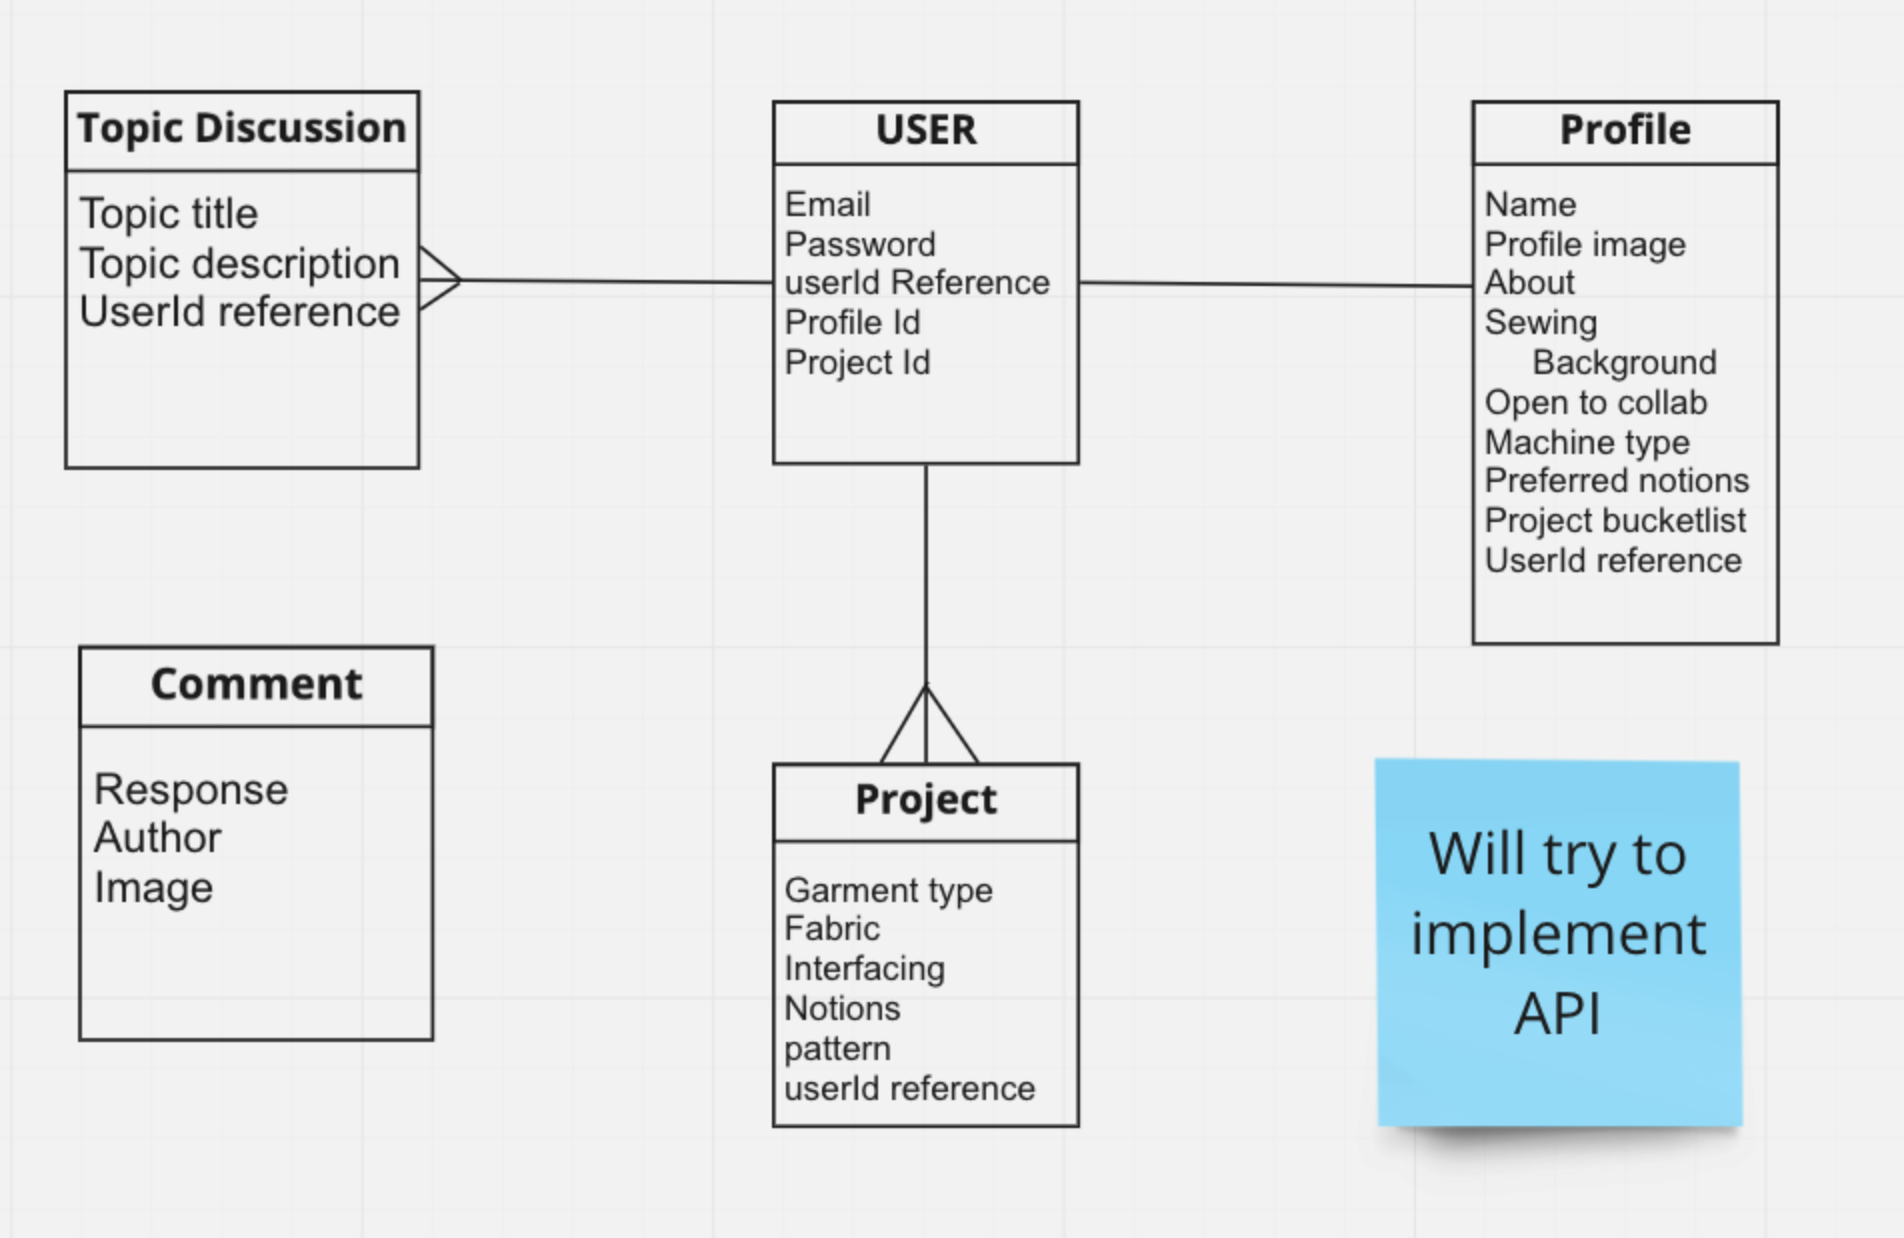 Topic Discussion
Topic title
Topic description
UserId reference
USER
Email
Password
userId Reference
Profile Id
Project Id
Profile
Name
Profile image
About
Sewing
Background
Open to collab
Machine type
Preferred notions
Project bucketlist
UserId reference
Comment
Response
Author
Image
Project
Garment type
Fabric
Interfacing
Notions
pattern
userId reference
Will try to
implement
API